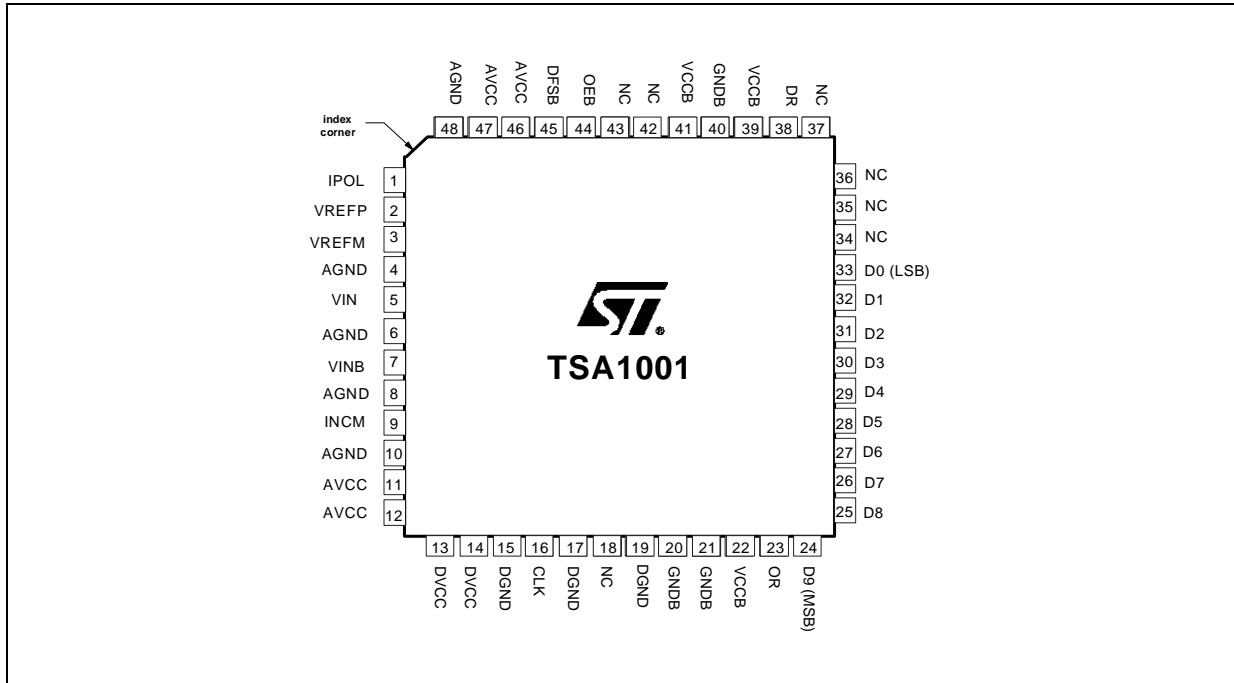 AGND AVCC AVCC DFSB OEB NC NC VCCB GNDB VCCB DR NC
48 47 46 45 44 43 42 41 40 39 38 37
index
corner
IPOL 1
VREFP 2
VREFM 3
AGND 4
VIN 5
AGND 6
VINB 7
AGND 8
INCM 9
AGND 10
AVCC 11
AVCC 12
ST®
TSA1001
36 NC
35 NC
34 NC
33 D0 (LSB)
32 D1
31 D2
30 D3
29 D4
28 D5
27 D6
26 D7
25 D8
13 14 15 16 17 18 19 20 21 22 23 24
DVCC DVCC DGND CLK DGND NC DGND GNDB GNDB VCCB OR D9 (MSB)